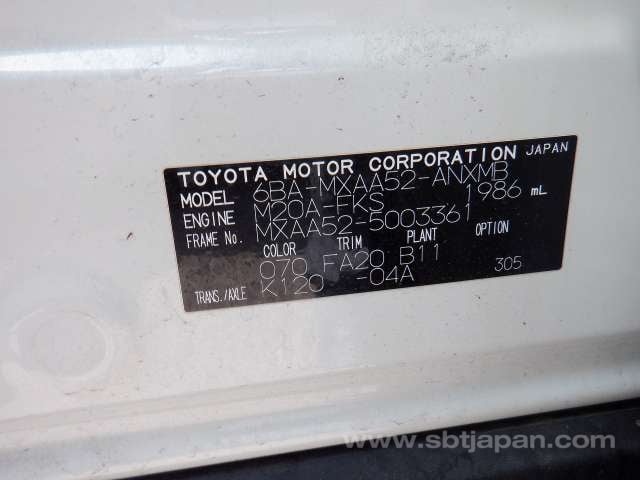 TOYOTA MOTOR CORPORATION JAPAN
MODEL 6BA-MXAA52-ANXMB
ENGINE M20A-FKS 1986 mL
FRAME No. MXAA52-5003361
COLOR TRIM PLANT OPTION
070 FA20 B11
TRANS./AXLE K120 -04A 305
www.sbtjapan.com